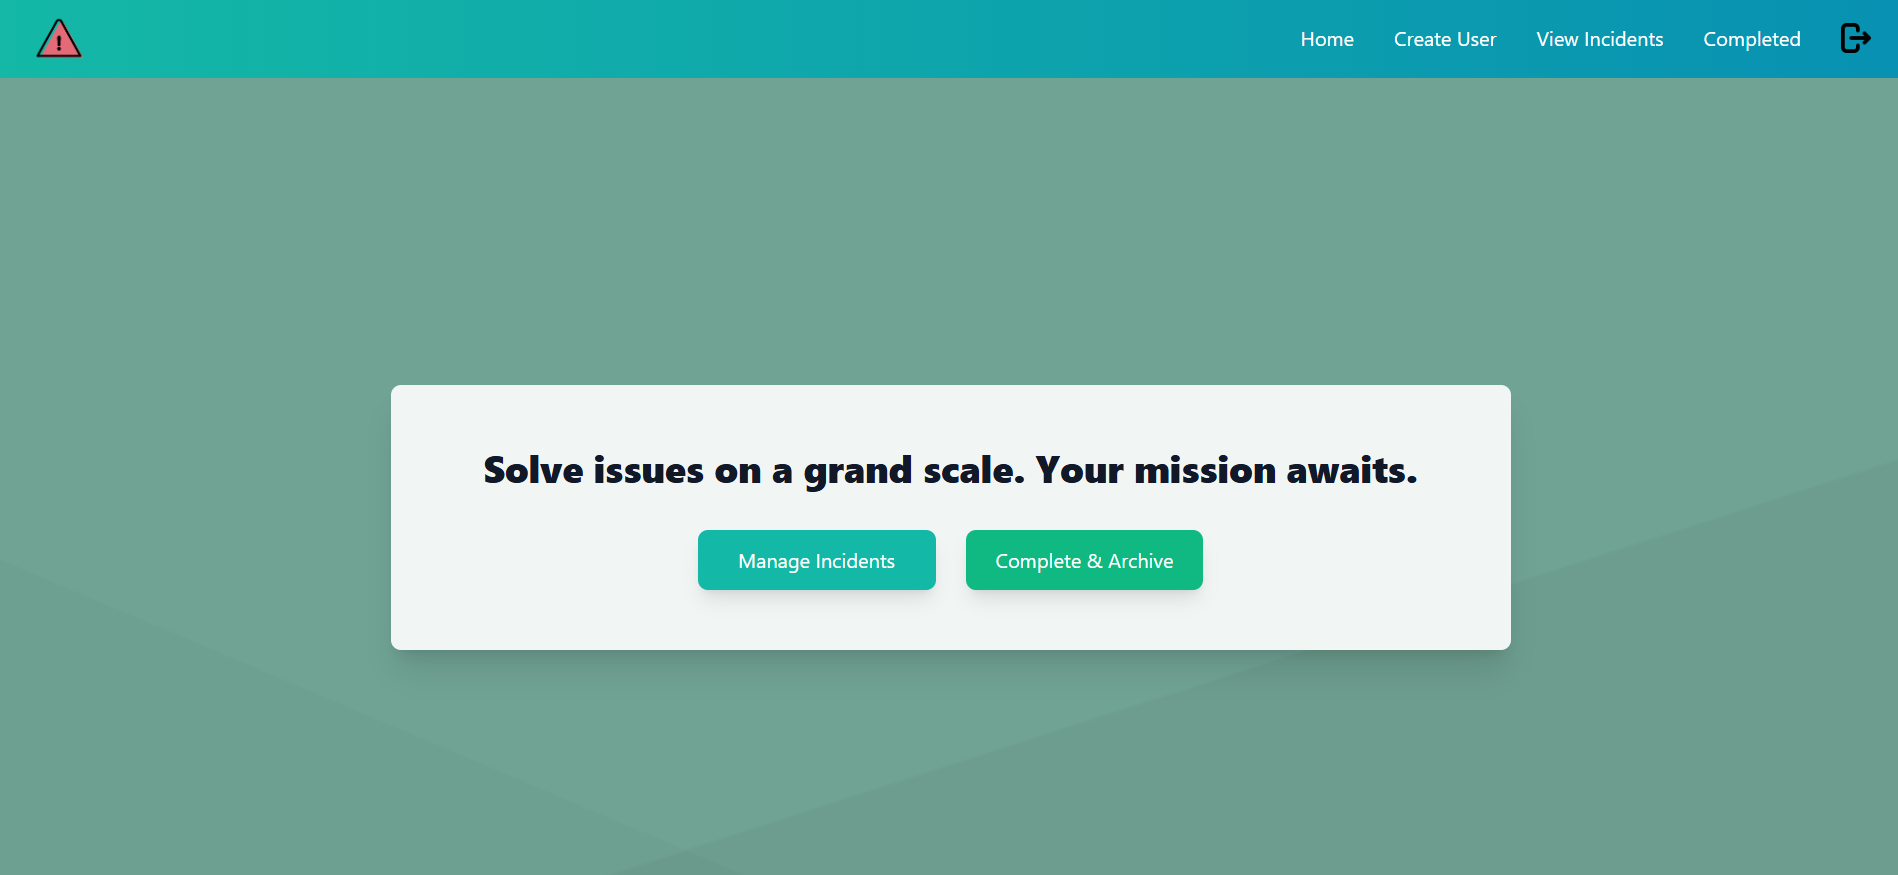 Home Create User View Incidents Completed
Solve issues on a grand scale. Your mission awaits.
Manage Incidents Complete & Archive